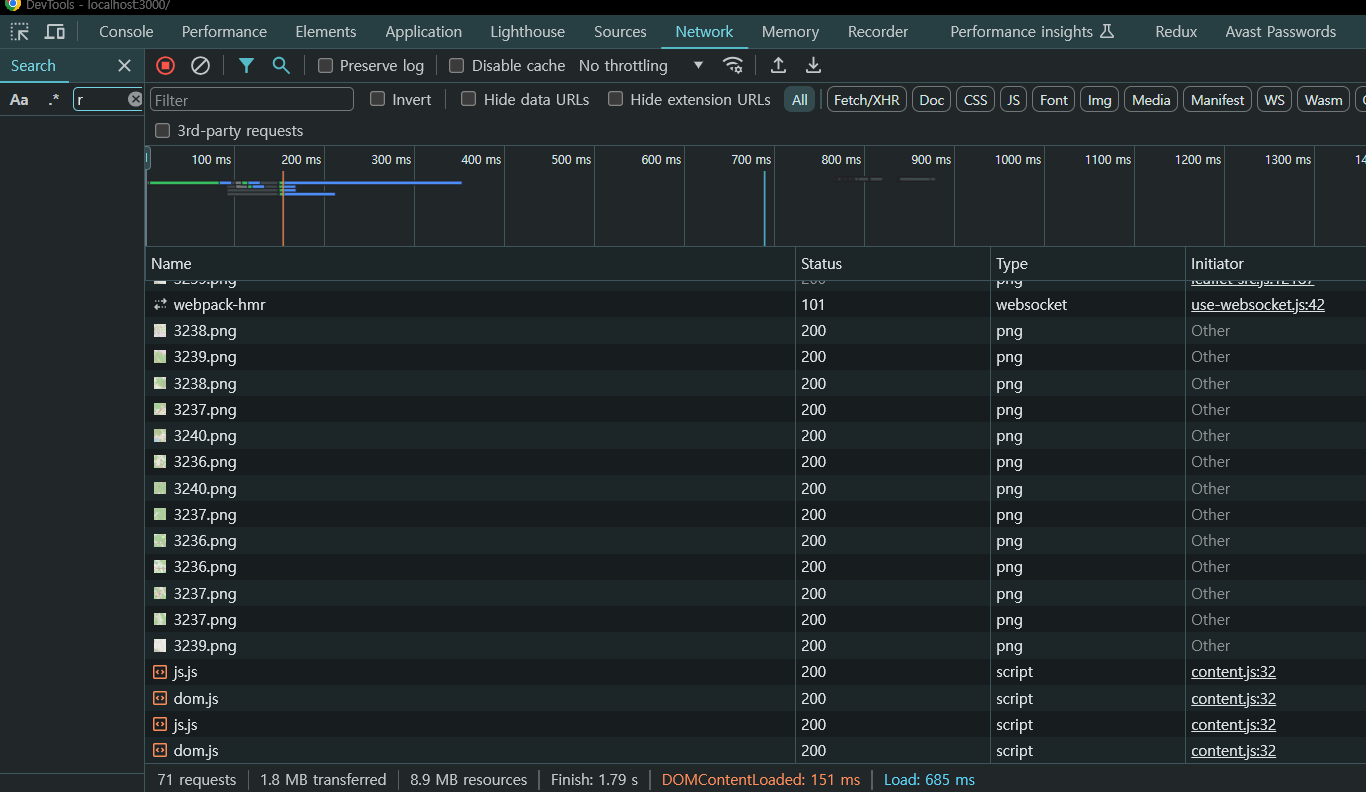 DevTools - localhost:3000/
Console Performance Elements Application Lighthouse Sources Network Memory Recorder Performance insights Redux Avast Passwords
Search Preserve log Disable cache No throttling
Aa .* r Filter Invert Hide data URLs Hide extension URLs All Fetch/XHR Doc CSS JS Font Img Media Manifest WS Wasm
3rd-party requests
100 ms 200 ms 300 ms 400 ms 500 ms 600 ms 700 ms 800 ms 900 ms 1000 ms 1100 ms 1200 ms 1300 ms
Name Status Type Initiator
webpack-hmr 101 websocket use-websocket.js:42
3238.png 200 png Other
3239.png 200 png Other
3238.png 200 png Other
3237.png 200 png Other
3240.png 200 png Other
3236.png 200 png Other
3240.png 200 png Other
3237.png 200 png Other
3236.png 200 png Other
3236.png 200 png Other
3237.png 200 png Other
3237.png 200 png Other
3239.png 200 png Other
js.js 200 script content.js:32
dom.js 200 script content.js:32
js.js 200 script content.js:32
dom.js 200 script content.js:32
71 requests 1.8 MB transferred 8.9 MB resources Finish: 1.79 s DOMContentLoaded: 151 ms Load: 685 ms